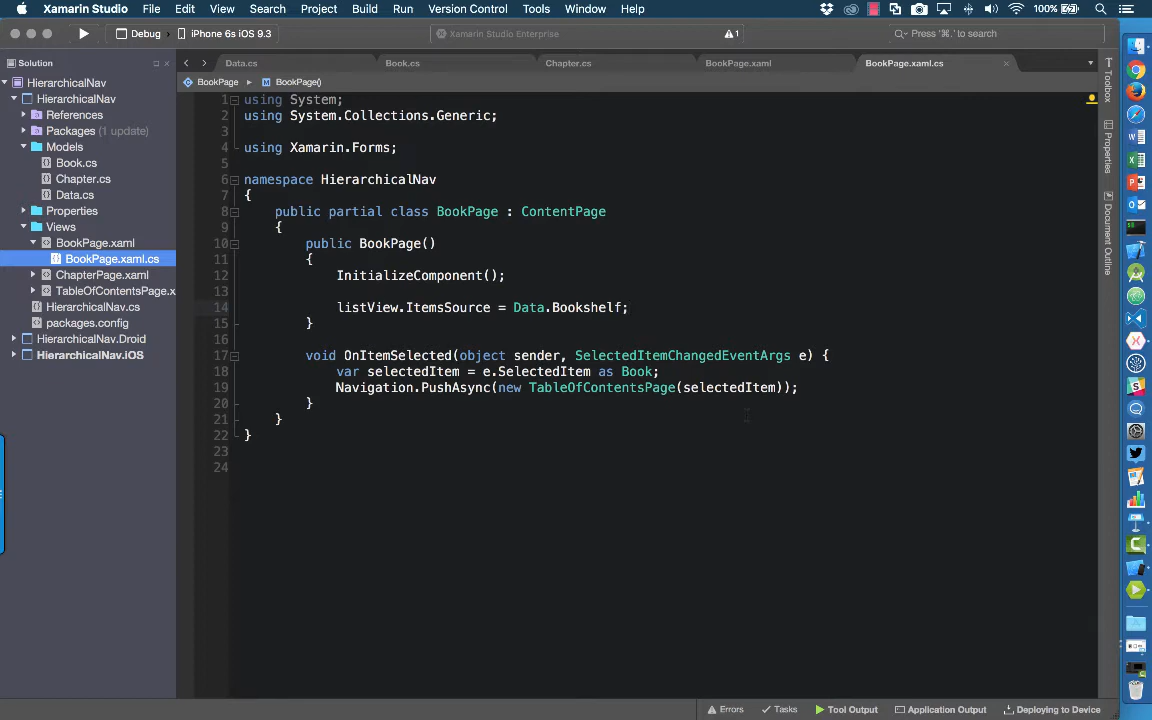 Xamarin Studio File Edit View Search Project Build Run Version Control Tools Window Help 100%
Debug iPhone 6s iOS 9.3 Xamarin Studio Enterprise 1 Press '⌘.' to search
Solution
Data.cs Book.cs Chapter.cs BookPage.xaml BookPage.xaml.cs
BookPage BookPage()
HierarchicalNav
HierarchicalNav
References
Packages (1 update)
Models
Book.cs
Chapter.cs
Data.cs
Properties
Views
BookPage.xaml
BookPage.xaml.cs
ChapterPage.xaml
TableOfContentsPage.x
HierarchicalNav.cs
packages.config
HierarchicalNav.Droid
HierarchicalNav.iOS
1 using System;
2 using System.Collections.Generic;
3
4 using Xamarin.Forms;
5
6 namespace HierarchicalNav
7 {
8 public partial class BookPage : ContentPage
9 {
10 public BookPage()
11 {
12 InitializeComponent();
13
14 listView.ItemsSource = Data.Bookshelf;
15 }
16
17 void OnItemSelected(object sender, SelectedItemChangedEventArgs e) {
18 var selectedItem = e.SelectedItem as Book;
19 Navigation.PushAsync(new TableOfContentsPage(selectedItem));
20 }
21 }
22 }
23
24
Toolbox
Properties
Document Outline
Errors Tasks Tool Output Application Output Deploying to Device